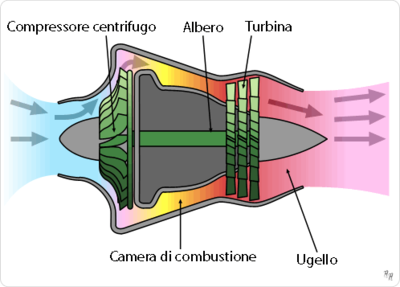 Compressore centrifugo
Albero
Turbina
Camera di combustione
Ugello